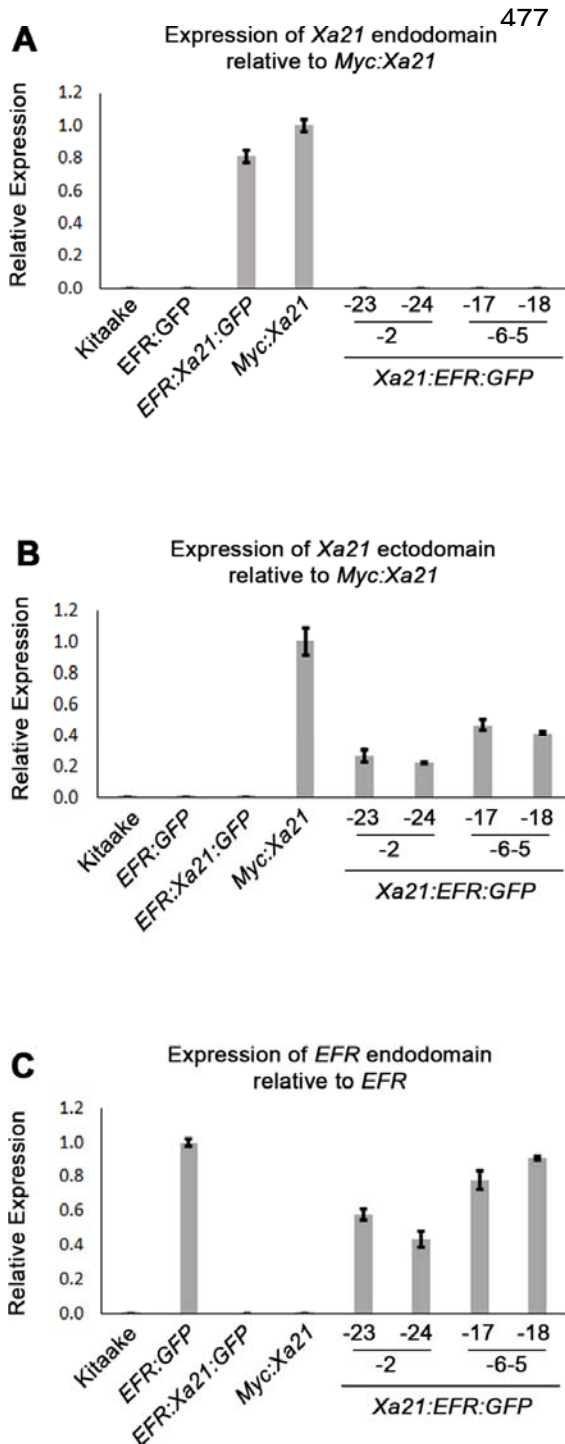 477
A
Expression of Xa21 endodomain
relative to Myc:Xa21
Relative Expression
1.2
1.0
0.8
0.6
0.4
0.2
0.0
Kitaake
EFR:GFP
EFR:Xa21:GFP
Myc:Xa21
-23 -24 -17 -18
-2 -6-5
Xa21:EFR:GFP
B
Expression of Xa21 ectodomain
relative to Myc:Xa21
Relative Expression
1.2
1.0
0.8
0.6
0.4
0.2
0.0
Kitaake
EFR:GFP
EFR:Xa21:GFP
Myc:Xa21
-23 -24 -17 -18
-2 -6-5
Xa21:EFR:GFP
C
Expression of EFR endodomain
relative to EFR
Relative Expression
1.2
1.0
0.8
0.6
0.4
0.2
0.0
Kitaake
EFR:GFP
EFR:Xa21:GFP
Myc:Xa21
-23 -24 -17 -18
-2 -6-5
Xa21:EFR:GFP